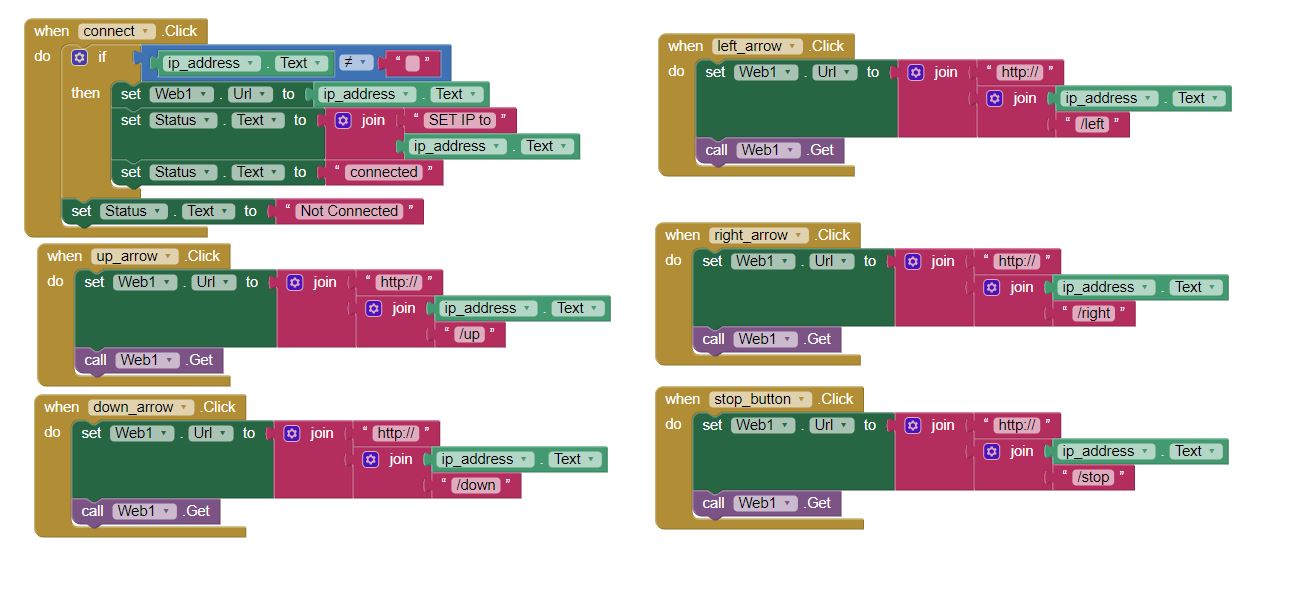 when connect .Click
do if ip_address . Text ≠ “ ”
then set Web1 . Url to ip_address . Text
set Status . Text to join “ SET IP to ”
ip_address . Text
set Status . Text to “ connected ”
set Status . Text to “ Not Connected ”
when up_arrow .Click
do set Web1 . Url to join “ http:// ”
join ip_address . Text
“ /up ”
call Web1 .Get
when down_arrow .Click
do set Web1 . Url to join “ http:// ”
join ip_address . Text
“ /down ”
call Web1 .Get
when left_arrow .Click
do set Web1 . Url to join “ http:// ”
join ip_address . Text
“ /left ”
call Web1 .Get
when right_arrow .Click
do set Web1 . Url to join “ http:// ”
join ip_address . Text
“ /right ”
call Web1 .Get
when stop_button .Click
do set Web1 . Url to join “ http:// ”
join ip_address . Text
“ /stop ”
call Web1 .Get